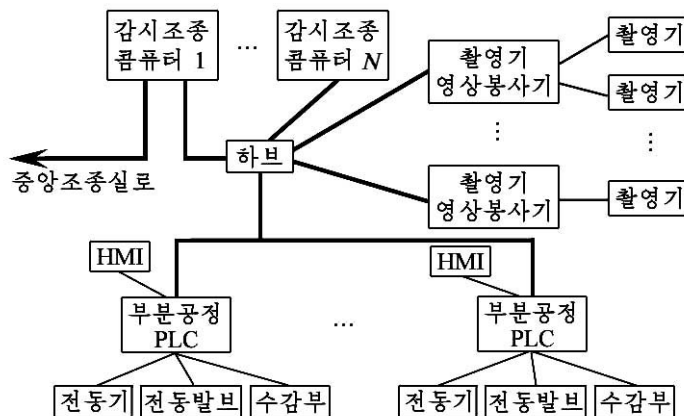 감시조종
콤퓨터 1
...
감시조종
콤퓨터 N
촬영기
영상봉사기
촬영기
촬영기
⋮
⋮
하브
중앙조종실로
촬영기
영상봉사기
촬영기
HMI
HMI
부분공정
PLC
...
부분공정
PLC
전동기
전동발브
수감부
전동기
전동발브
수감부